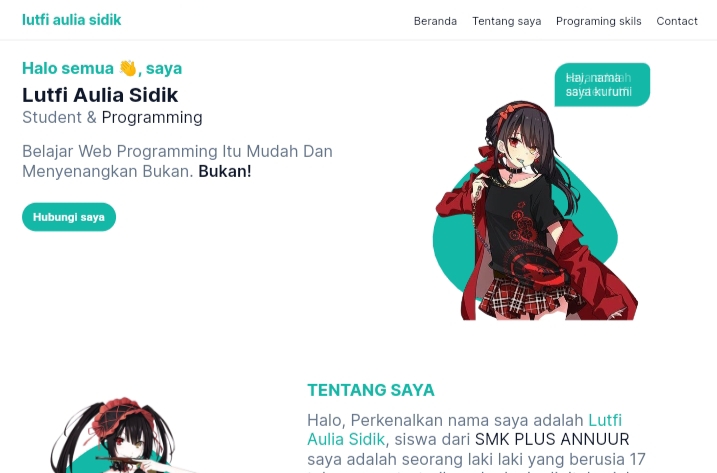 lutfi aulia sidik
Beranda Tentang saya Programing skils Contact
Halo semua 👋, saya
Lutfi Aulia Sidik
Student & Programming
Belajar Web Programming Itu Mudah Dan
Menyenangkan Bukan. Bukan!
Hubungi saya
Hai, nama
saya kurumi
TENTANG SAYA
Halo, Perkenalkan nama saya adalah Lutfi
Aulia Sidik, siswa dari SMK PLUS ANNUUR
saya adalah seorang laki laki yang berusia 17